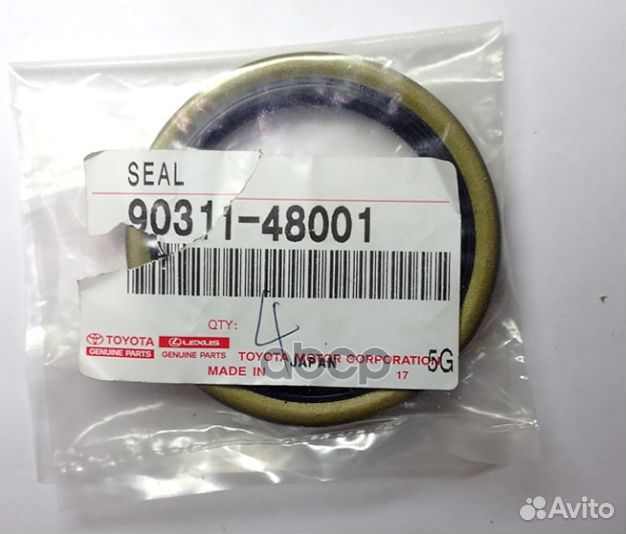 SEAL
90311-48001
QTY: 4
TOYOTA LEXUS
GENUINE PARTS GENUINE PARTS TOYOTA MOTOR CORPORATION
MADE IN JAPAN 17 5G
abcp
Avito